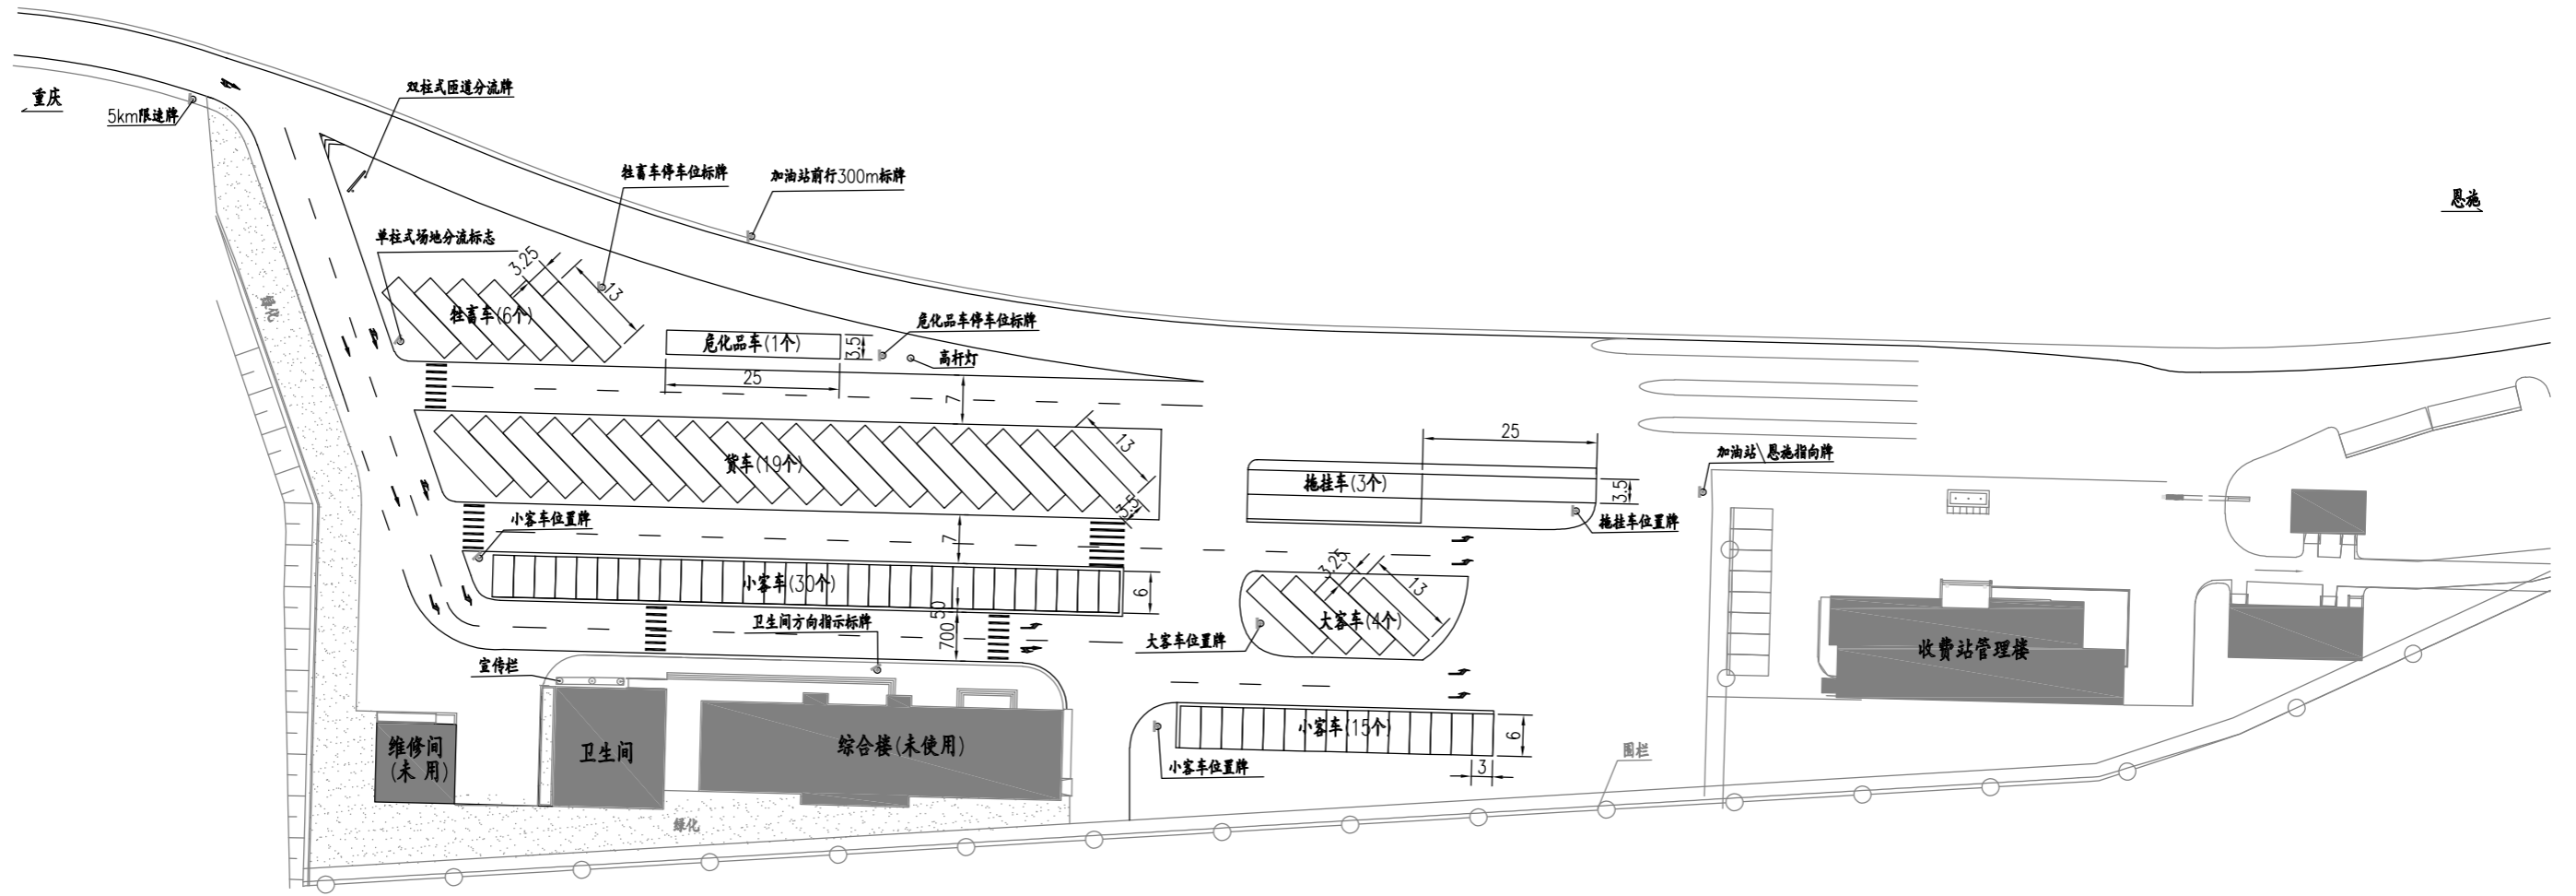 重庆
5km限速牌
双柱式匝道分流牌
牲畜车停车位标牌
加油站前行300m标牌
恩施
单柱式场地分流标志
3.25
13
绿化
牲畜车(6个)
危化品车(1个)
3.5
危化品车停车位标牌
高杆灯
25
7
13
货车(19个)
3.5
25
拖挂车(3个)
3.5
拖挂车位置牌
加油站\恩施指向牌
小客车位置牌
7
小客车(30个)
6
50
700
卫生间方向指示标牌
3.25
13
大客车(4个)
大客车位置牌
宣传栏
收费站管理楼
维修间
(未 用)
卫生间
综合楼(未使用)
小客车(15个)
6
3
小客车位置牌
围栏
绿化